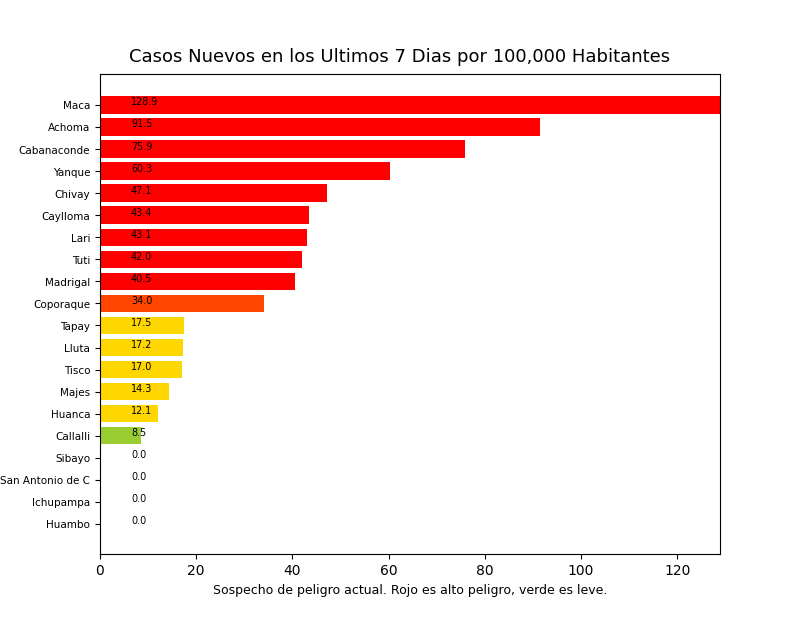 Casos Nuevos en los Ultimos 7 Dias por 100,000 Habitantes
Maca 128.9
Achoma 91.5
Cabanaconde 75.9
Yanque 60.3
Chivay 47.1
Caylloma 43.4
Lari 43.1
Tuti 42.0
Madrigal 40.5
Coporaque 34.0
Tapay 17.5
Lluta 17.2
Tisco 17.0
Majes 14.3
Huanca 12.1
Callalli 8.5
Sibayo 0.0
San Antonio de C 0.0
Ichupampa 0.0
Huambo 0.0
0 20 40 60 80 100 120
Sospecho de peligro actual. Rojo es alto peligro, verde es leve.